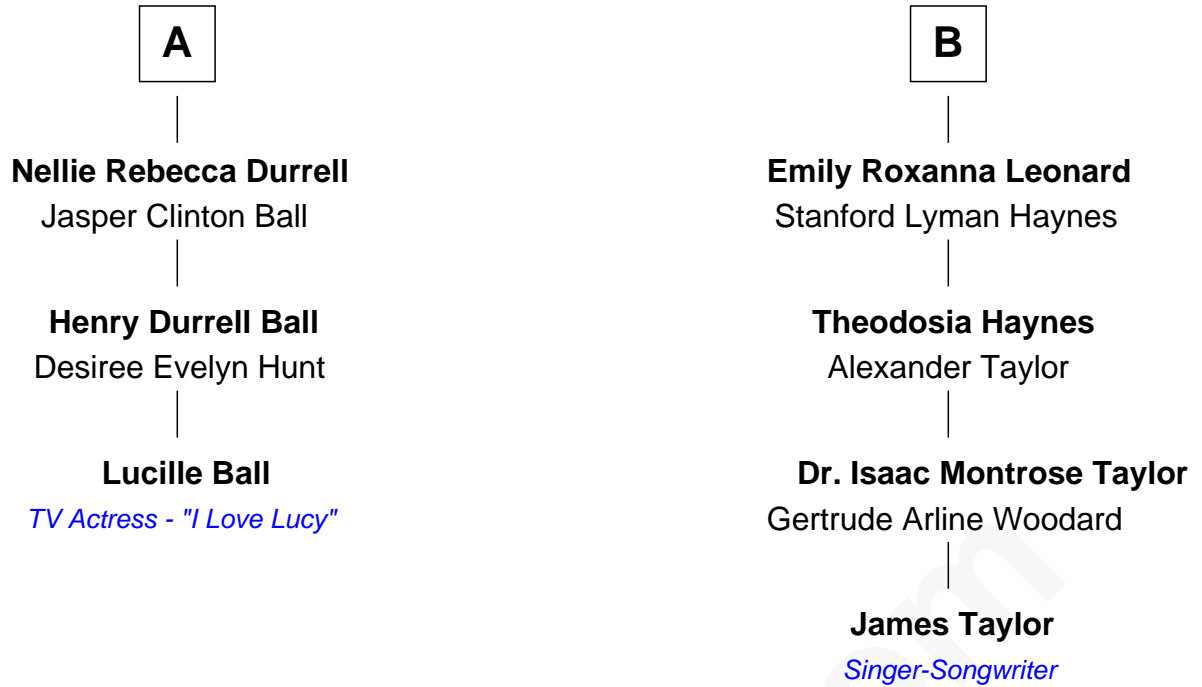 A
Nellie Rebecca Durrell
Jasper Clinton Ball
Henry Durrell Ball
Desiree Evelyn Hunt
Lucille Ball
TV Actress - "I Love Lucy"
B
Emily Roxanna Leonard
Stanford Lyman Haynes
Theodosia Haynes
Alexander Taylor
Dr. Isaac Montrose Taylor
Gertrude Arline Woodard
James Taylor
Singer-Songwriter